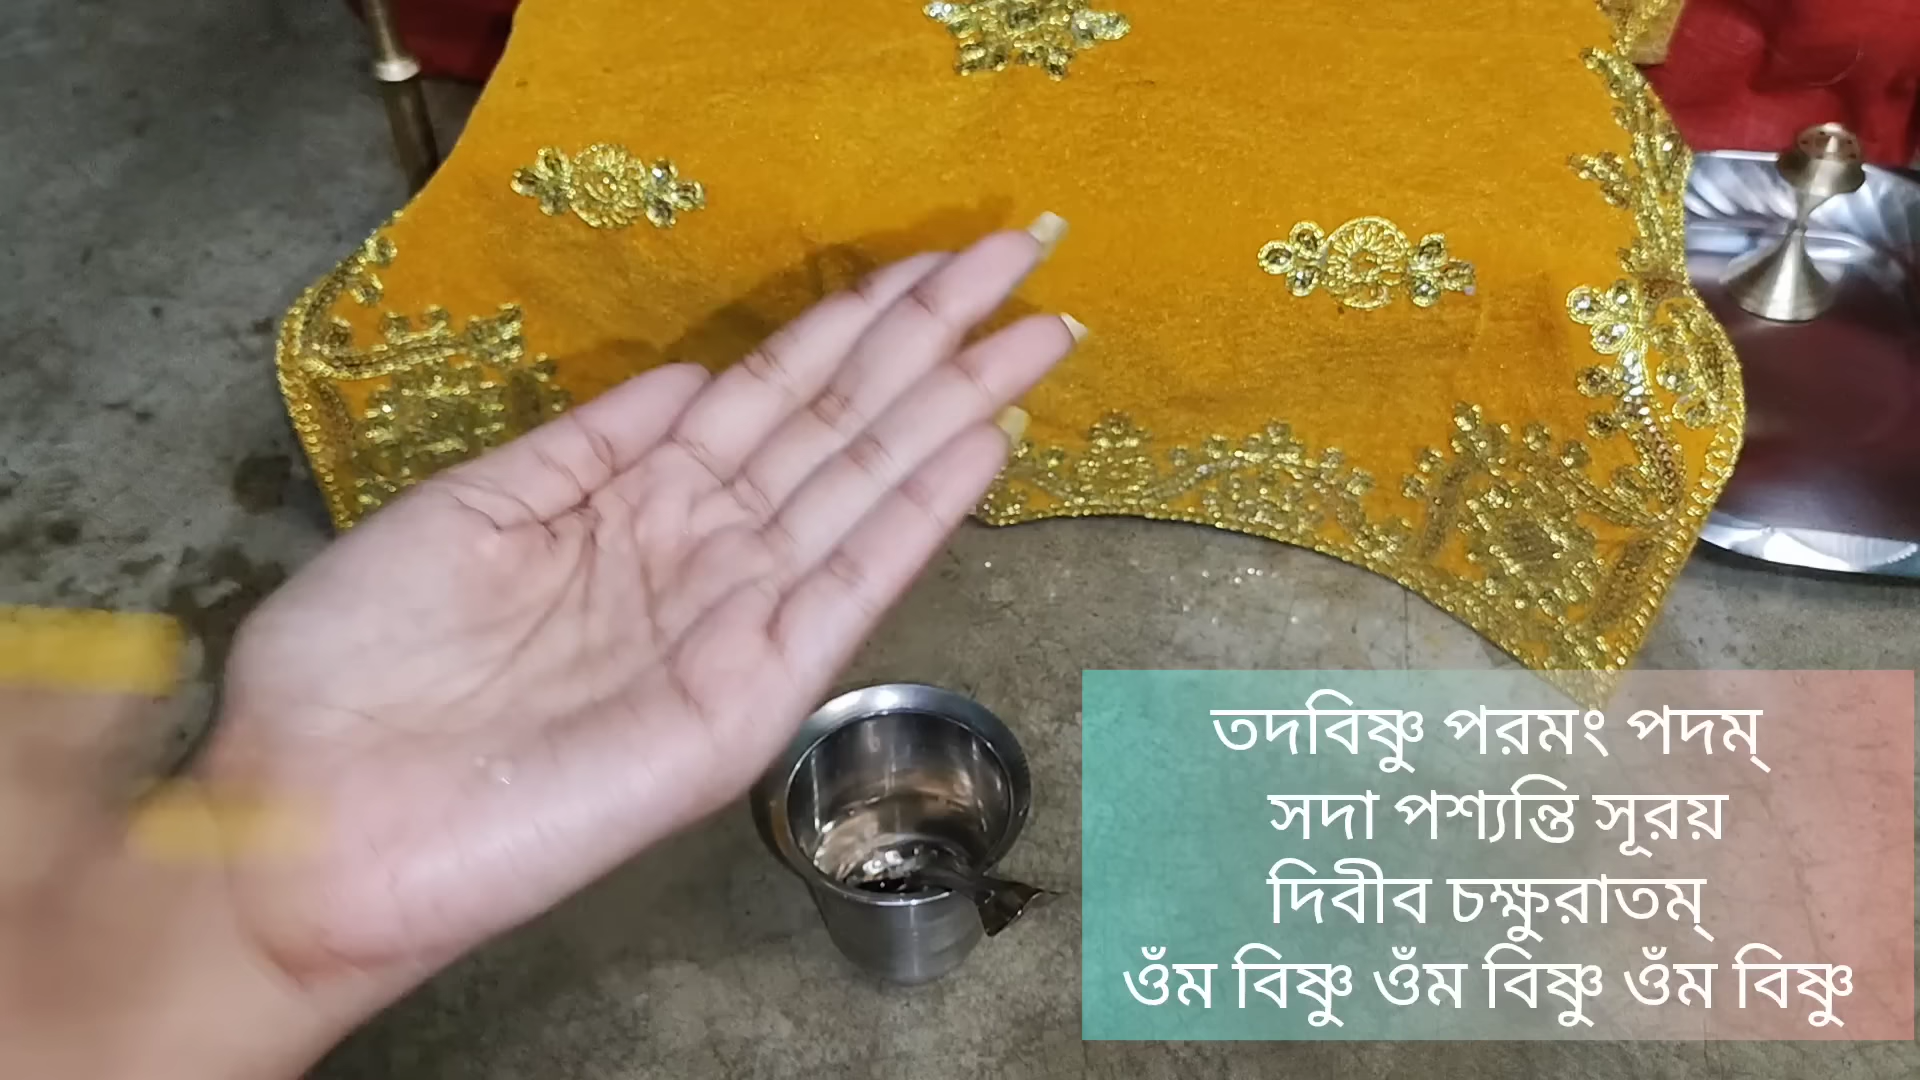 তদবিষ্ণু পরমং পদম্
সদা পশ্যন্তি সূরয়
দিবীব চক্ষুরাতম্
ওঁম বিষ্ণু ওঁম বিষ্ণু ওঁম বিষ্ণু